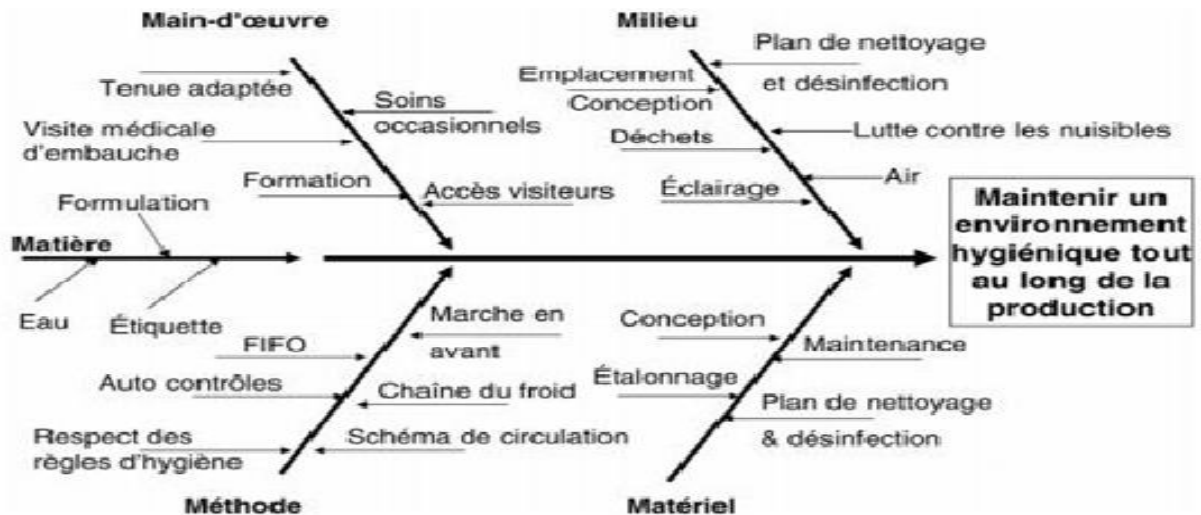 Main-d'œuvre
Milieu
Tenue adaptée
Soins
occasionnels
Visite médicale
d'embauche
Formation
Accès visiteurs
Plan de nettoyage
et désinfection
Emplacement
Conception
Déchets
Lutte contre les nuisibles
Éclairage
Air
Formulation
Matière
Eau
Étiquette
Maintenir un
environnement
hygiénique tout
au long de la
production
Marche en
avant
FIFO
Auto contrôles
Chaîne du froid
Respect des
règles d'hygiène
Schéma de circulation
Méthode
Conception
Maintenance
Étalonnage
Plan de nettoyage
& désinfection
Matériel